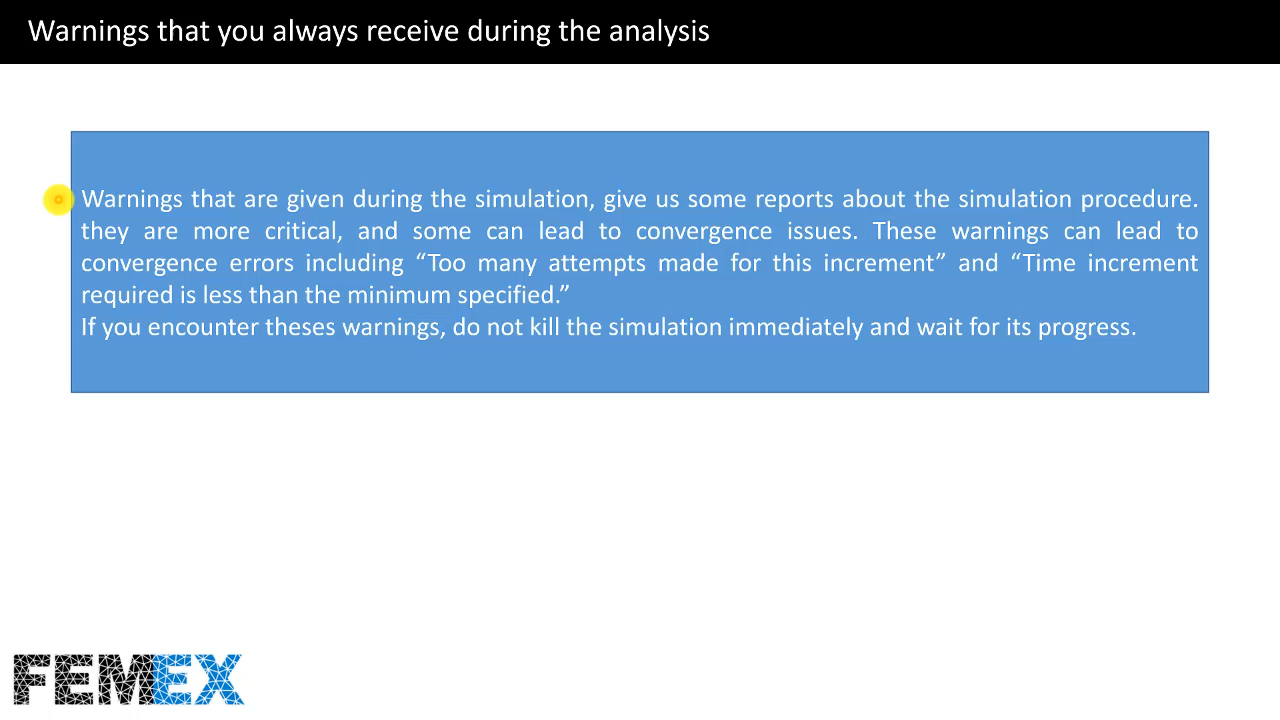 Warnings that you always receive during the analysis
Warnings that are given during the simulation, give us some reports about the simulation procedure.
they are more critical, and some can lead to convergence issues. These warnings can lead to
convergence errors including “Too many attempts made for this increment” and “Time increment
required is less than the minimum specified.”
If you encounter theses warnings, do not kill the simulation immediately and wait for its progress.
FEMEX